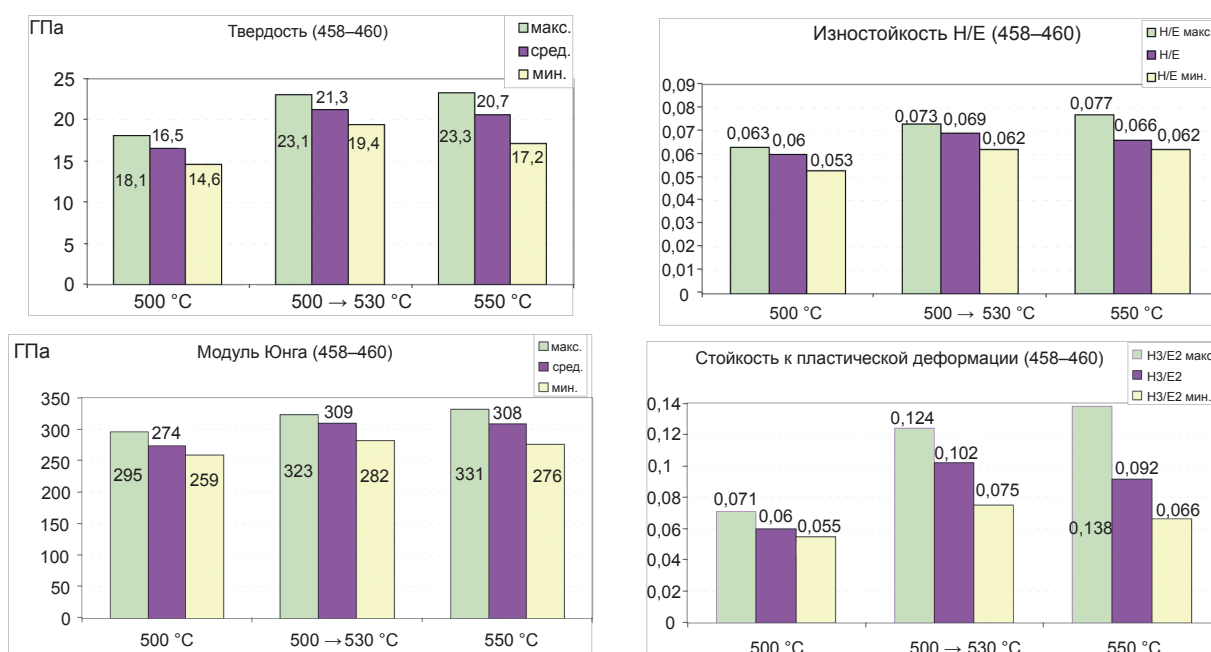 ГПа
Твердость (458–460)
макс.
сред.
мин.
25
20
15
10
5
0
18,1
16,5
14,6
23,1
21,3
19,4
23,3
20,7
17,2
500 °C
500 → 530 °C
550 °C
Изностойкость H/E (458–460)
H/E макс
H/E
H/E мин.
0,09
0,08
0,07
0,06
0,05
0,04
0,03
0,02
0,01
0
0,063
0,06
0,053
0,073
0,069
0,062
0,077
0,066
0,062
500 °C
500 → 530 °C
550 °C
ГПа
Модуль Юнга (458–460)
макс.
сред.
мин.
350
300
250
200
150
100
50
0
295
274
259
323
309
282
331
308
276
500 °C
500 →530 °C
550 °C
Стойкость к пластической деформации (458–460)
H3/E2 макс
H3/E2
H3/E2 мин.
0,14
0,12
0,1
0,08
0,06
0,04
0,02
0
0,071
0,06
0,055
0,124
0,102
0,075
0,138
0,092
0,066
500 °C
500 → 530 °C
550 °C